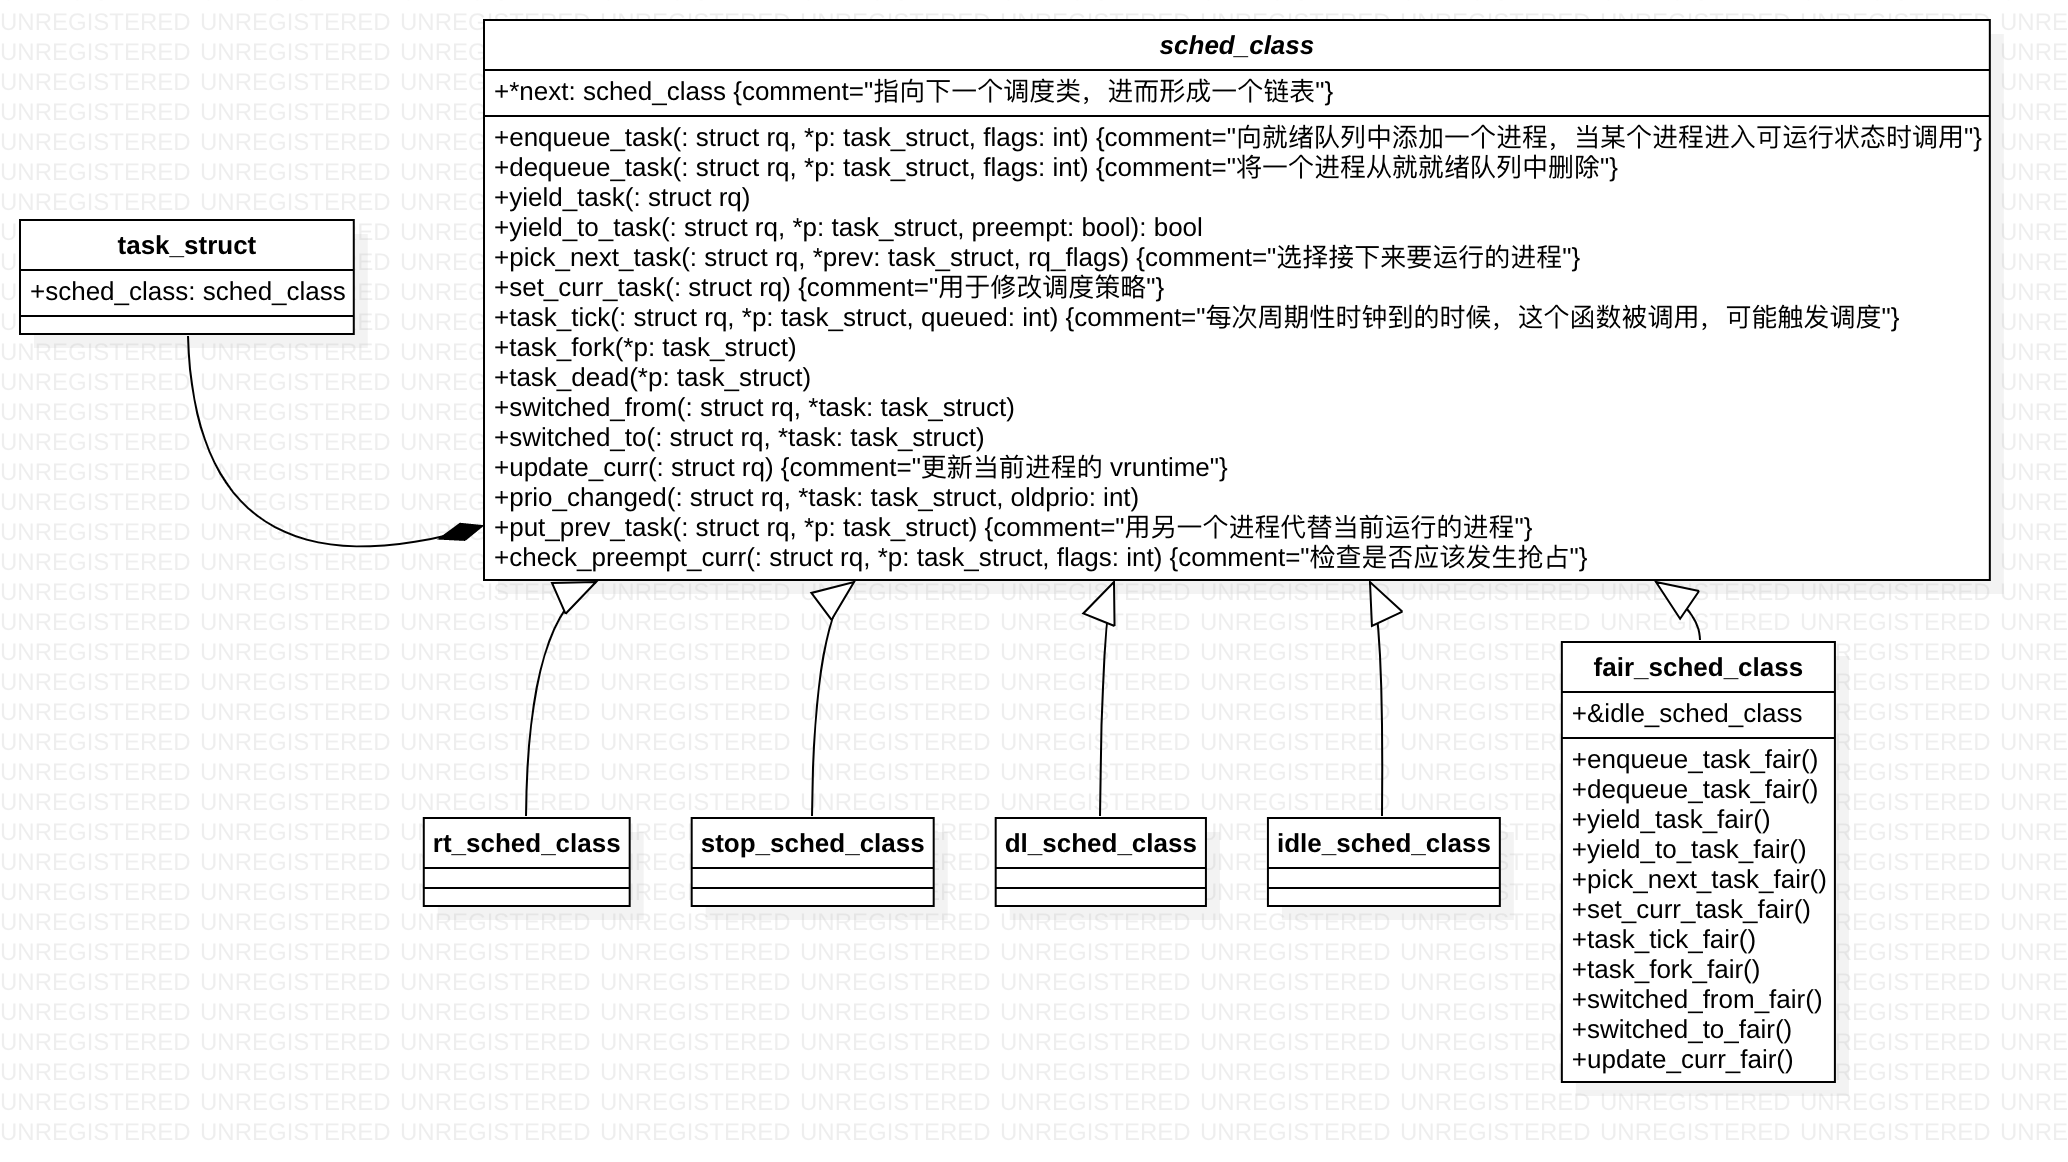 sched_class
+*next: sched_class {comment="指向下一个调度类，进而形成一个链表"}
+enqueue_task(: struct rq, *p: task_struct, flags: int) {comment="向就绪队列中添加一个进程，当某个进程进入可运行状态时调用"}
+dequeue_task(: struct rq, *p: task_struct, flags: int) {comment="将一个进程从就就绪队列中删除"}
+yield_task(: struct rq)
+yield_to_task(: struct rq, *p: task_struct, preempt: bool): bool
+pick_next_task(: struct rq, *prev: task_struct, rq_flags) {comment="选择接下来要运行的进程"}
+set_curr_task(: struct rq) {comment="用于修改调度策略"}
+task_tick(: struct rq, *p: task_struct, queued: int) {comment="每次周期性时钟到的时候，这个函数被调用，可能触发调度"}
+task_fork(*p: task_struct)
+task_dead(*p: task_struct)
+switched_from(: struct rq, *task: task_struct)
+switched_to(: struct rq, *task: task_struct)
+update_curr(: struct rq) {comment="更新当前进程的 vruntime"}
+prio_changed(: struct rq, *task: task_struct, oldprio: int)
+put_prev_task(: struct rq, *p: task_struct) {comment="用另一个进程代替当前运行的进程"}
+check_preempt_curr(: struct rq, *p: task_struct, flags: int) {comment="检查是否应该发生抢占"}
task_struct
+sched_class: sched_class
rt_sched_class
stop_sched_class
dl_sched_class
idle_sched_class
fair_sched_class
+&idle_sched_class
+enqueue_task_fair()
+dequeue_task_fair()
+yield_task_fair()
+yield_to_task_fair()
+pick_next_task_fair()
+set_curr_task_fair()
+task_tick_fair()
+task_fork_fair()
+switched_from_fair()
+switched_to_fair()
+update_curr_fair()